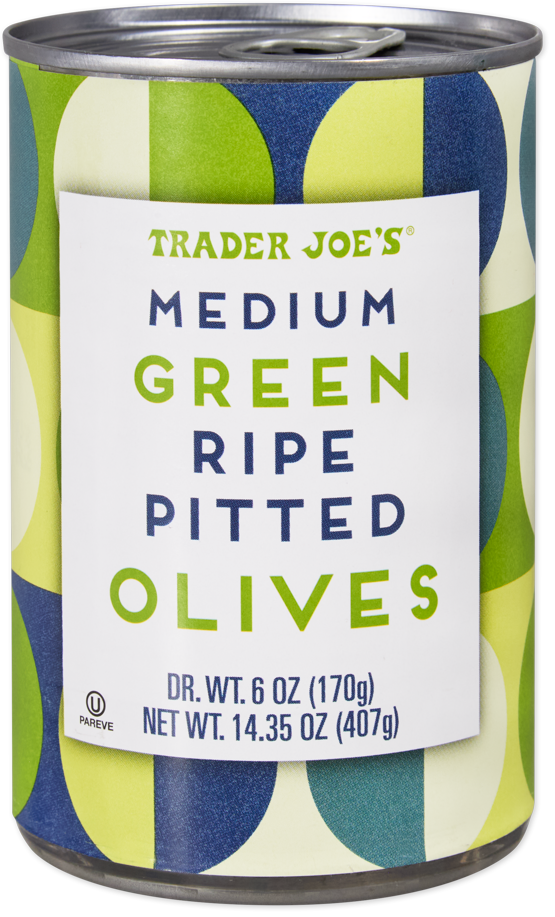 TRADER JOE'S®
MEDIUM
GREEN
RIPE
PITTED
OLIVES
DR. WT. 6 OZ (170g)
NET WT. 14.35 OZ (407g)
U
PAREVE